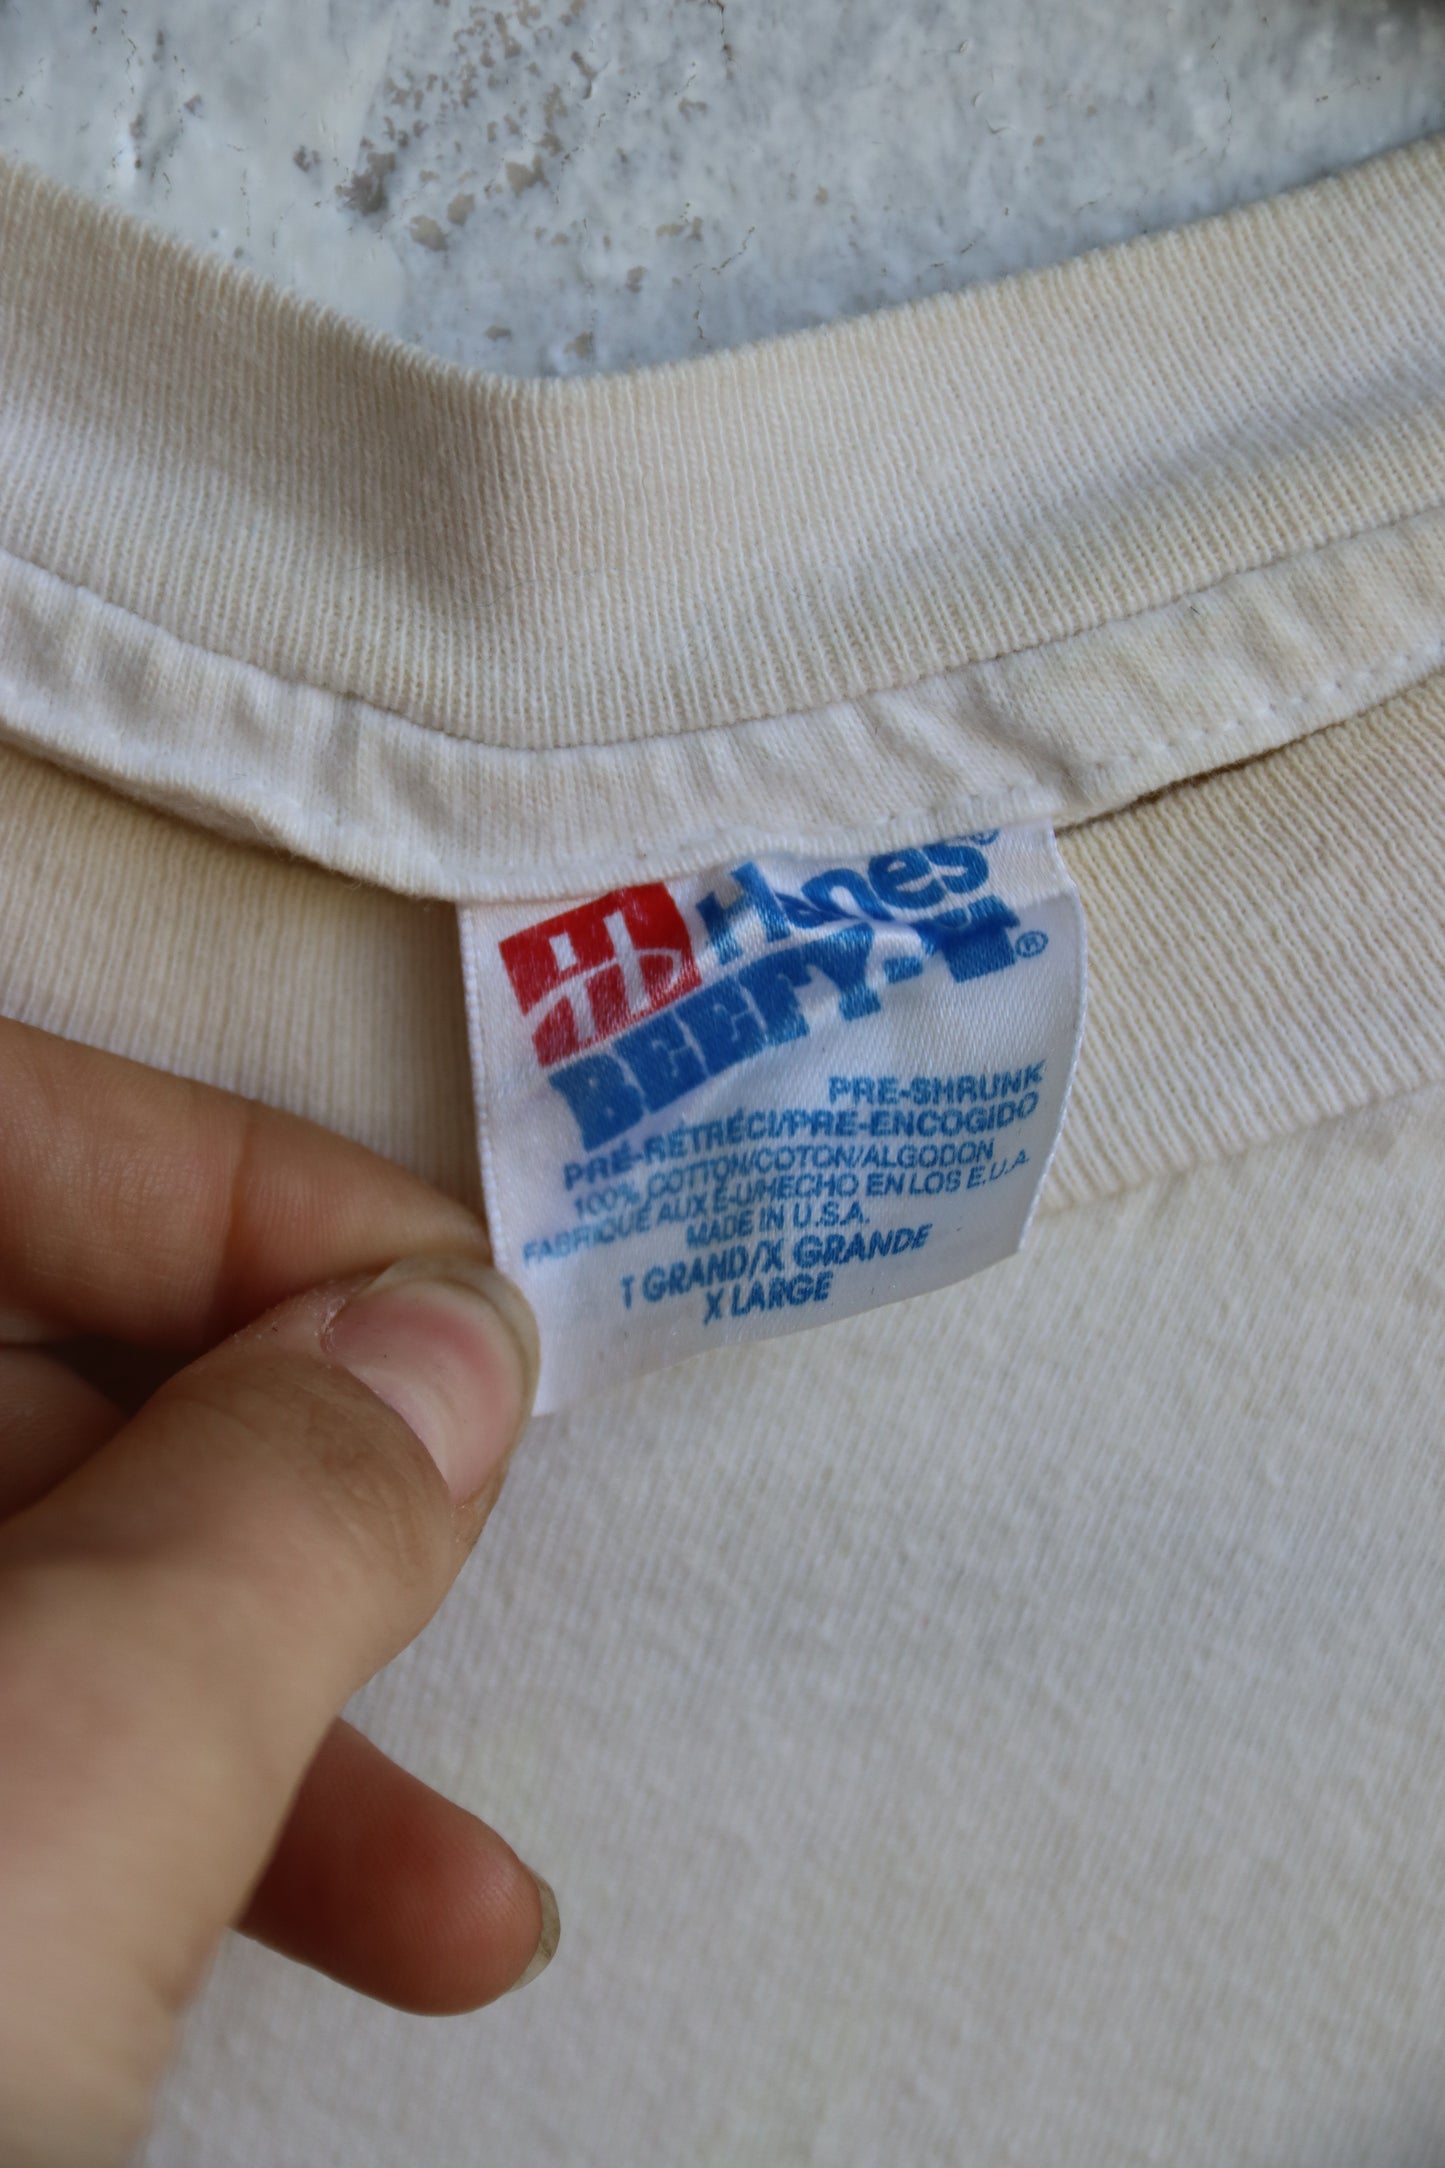 Hanes®
BEEFY-T®
PRE-SHRUNK
PRÉ-RÉTRÉCI/PRE-ENCOGIDO
100% COTTON/COTON/ALGODON
FABRIQUÉ AUX É-U/HECHO EN LOS E.U.A.
MADE IN U.S.A.
T GRAND/X GRANDE
X LARGE